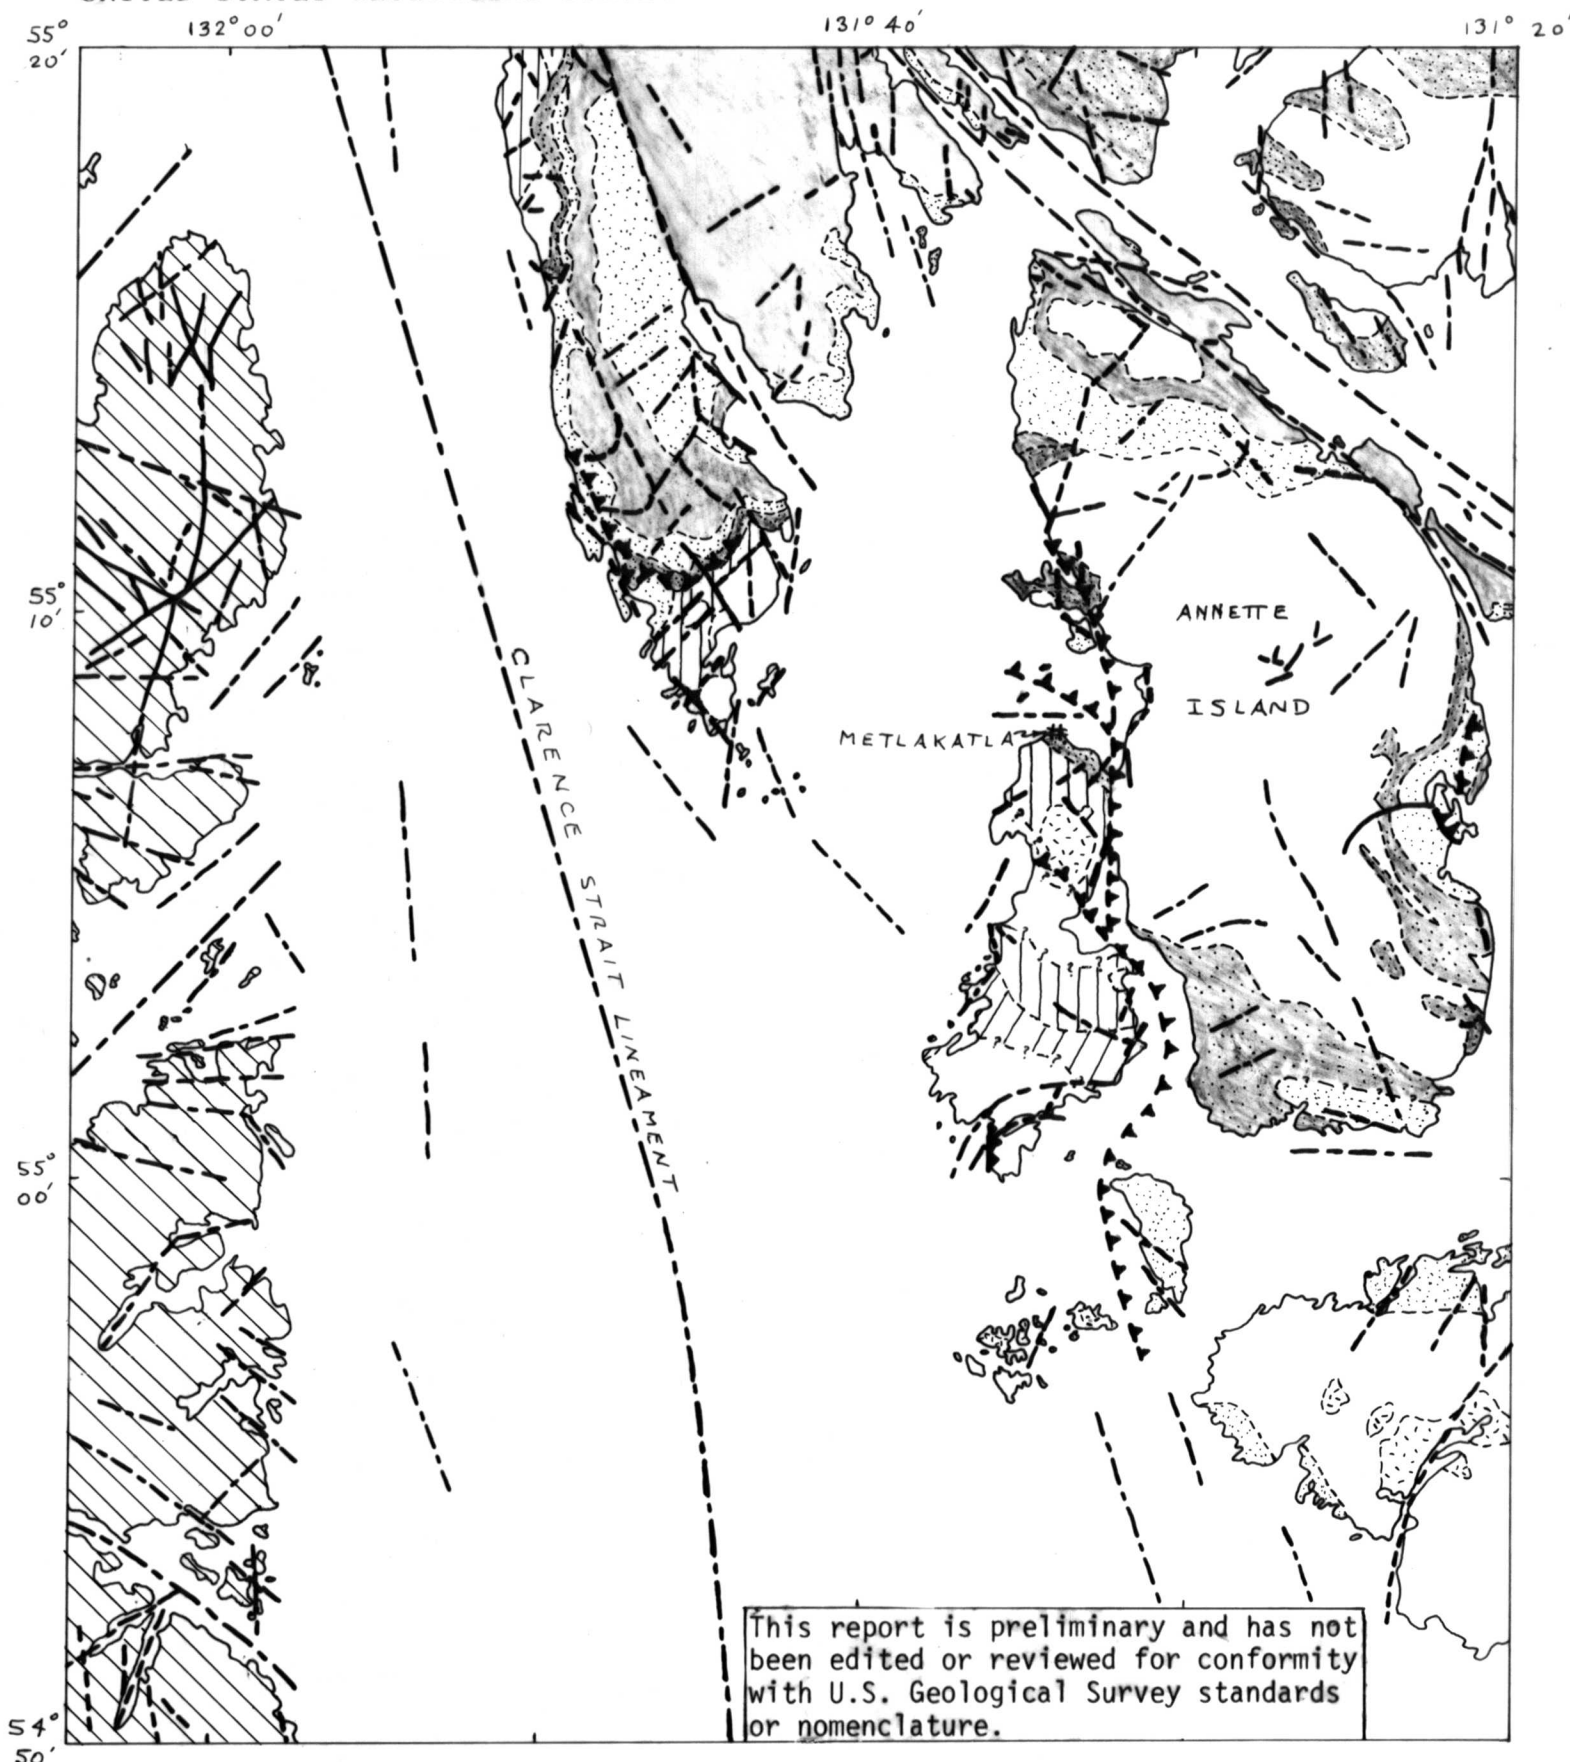 132° 00'
131° 40'
131° 20'
55°
20'
55°
10'
ANNETTE
ISLAND
METLAKATLA
CLARENCE STRAIT LINEAMENT
55°
00'
This report is preliminary and has not
been edited or reviewed for conformity
with U.S. Geological Survey standards
or nomenclature.
54°
50'